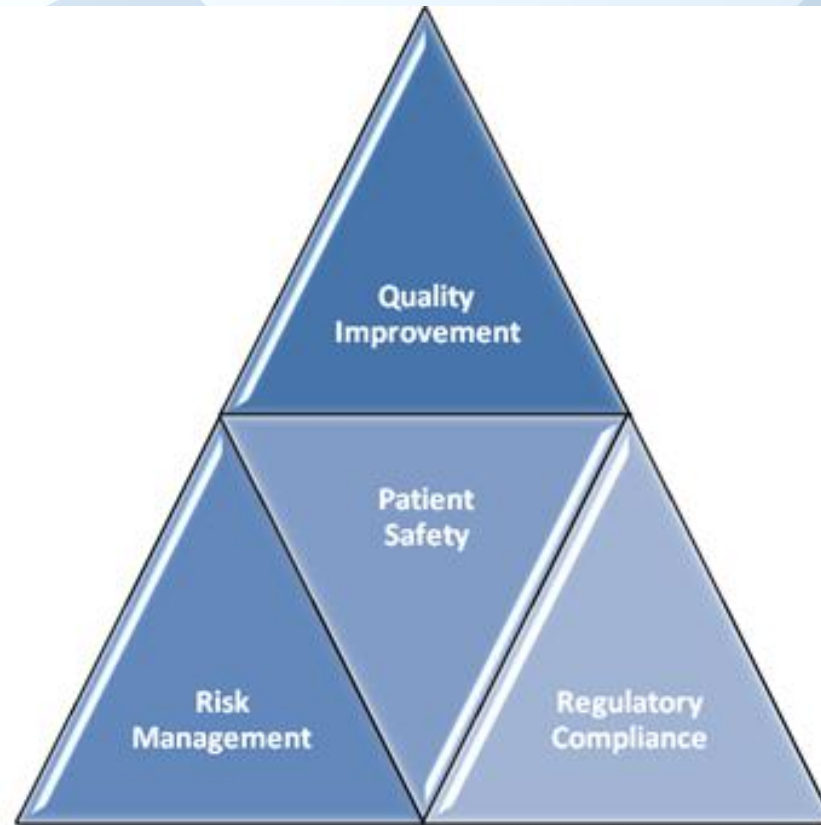 Quality
Improvement
Patient
Safety
Risk
Management
Regulatory
Compliance